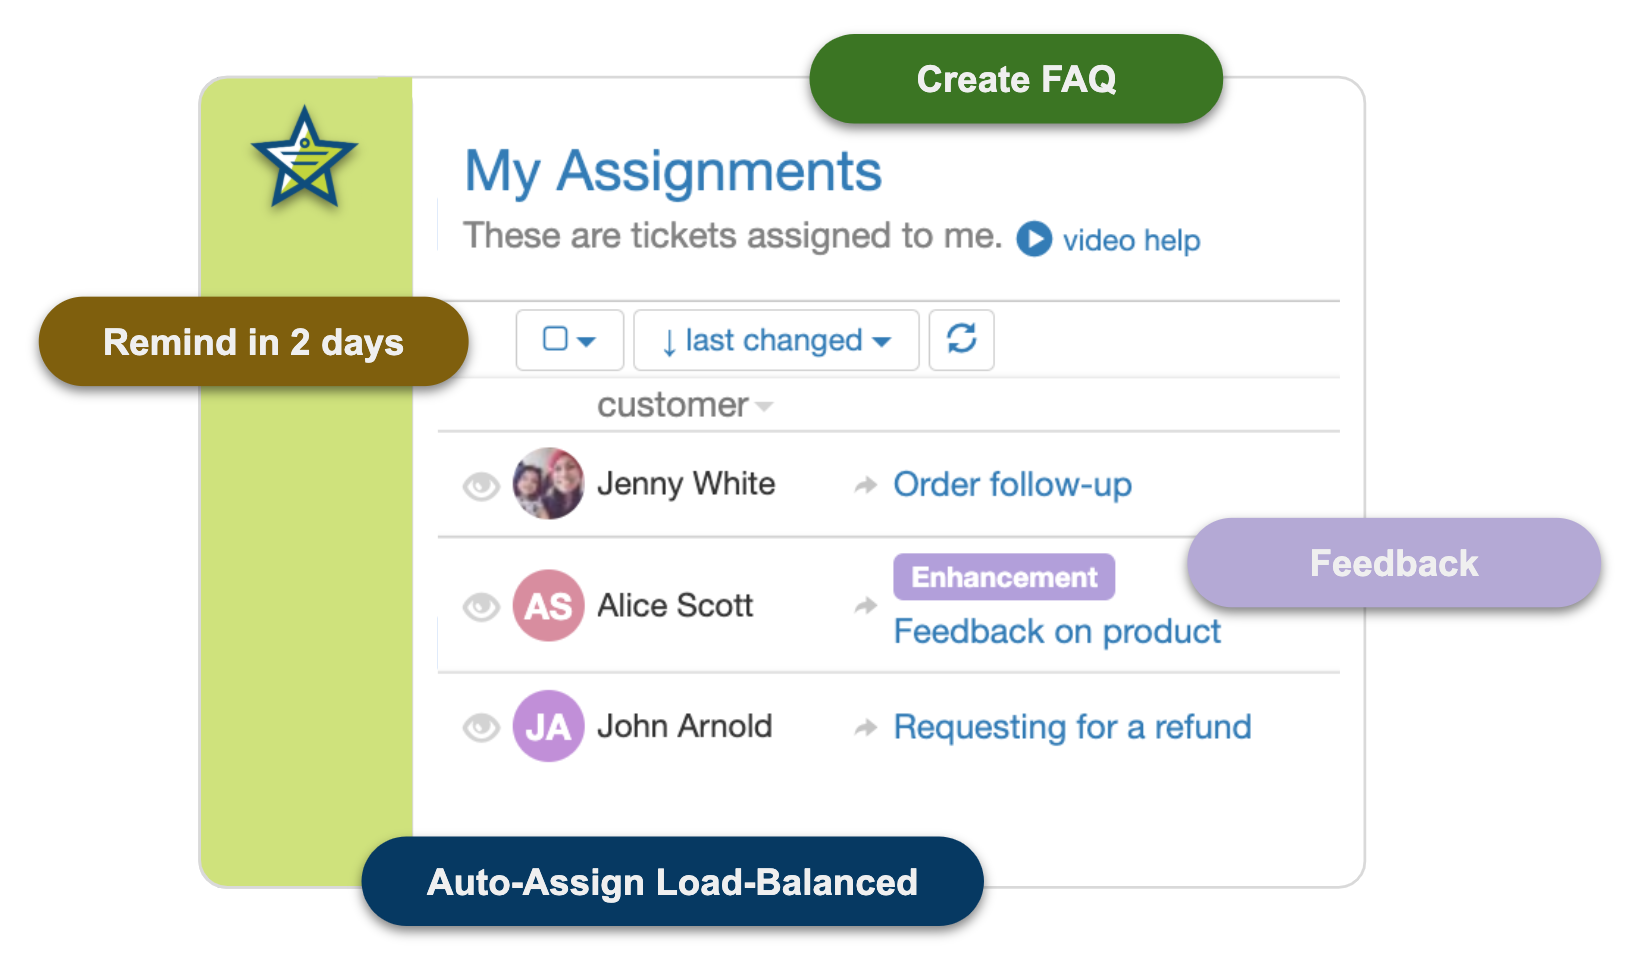 Create FAQ
My Assignments
These are tickets assigned to me. video help
Remind in 2 days
↓ last changed
customer
Jenny White Order follow-up
Feedback
Enhancement
AS Alice Scott
Feedback on product
JA John Arnold Requesting for a refund
Auto-Assign Load-Balanced